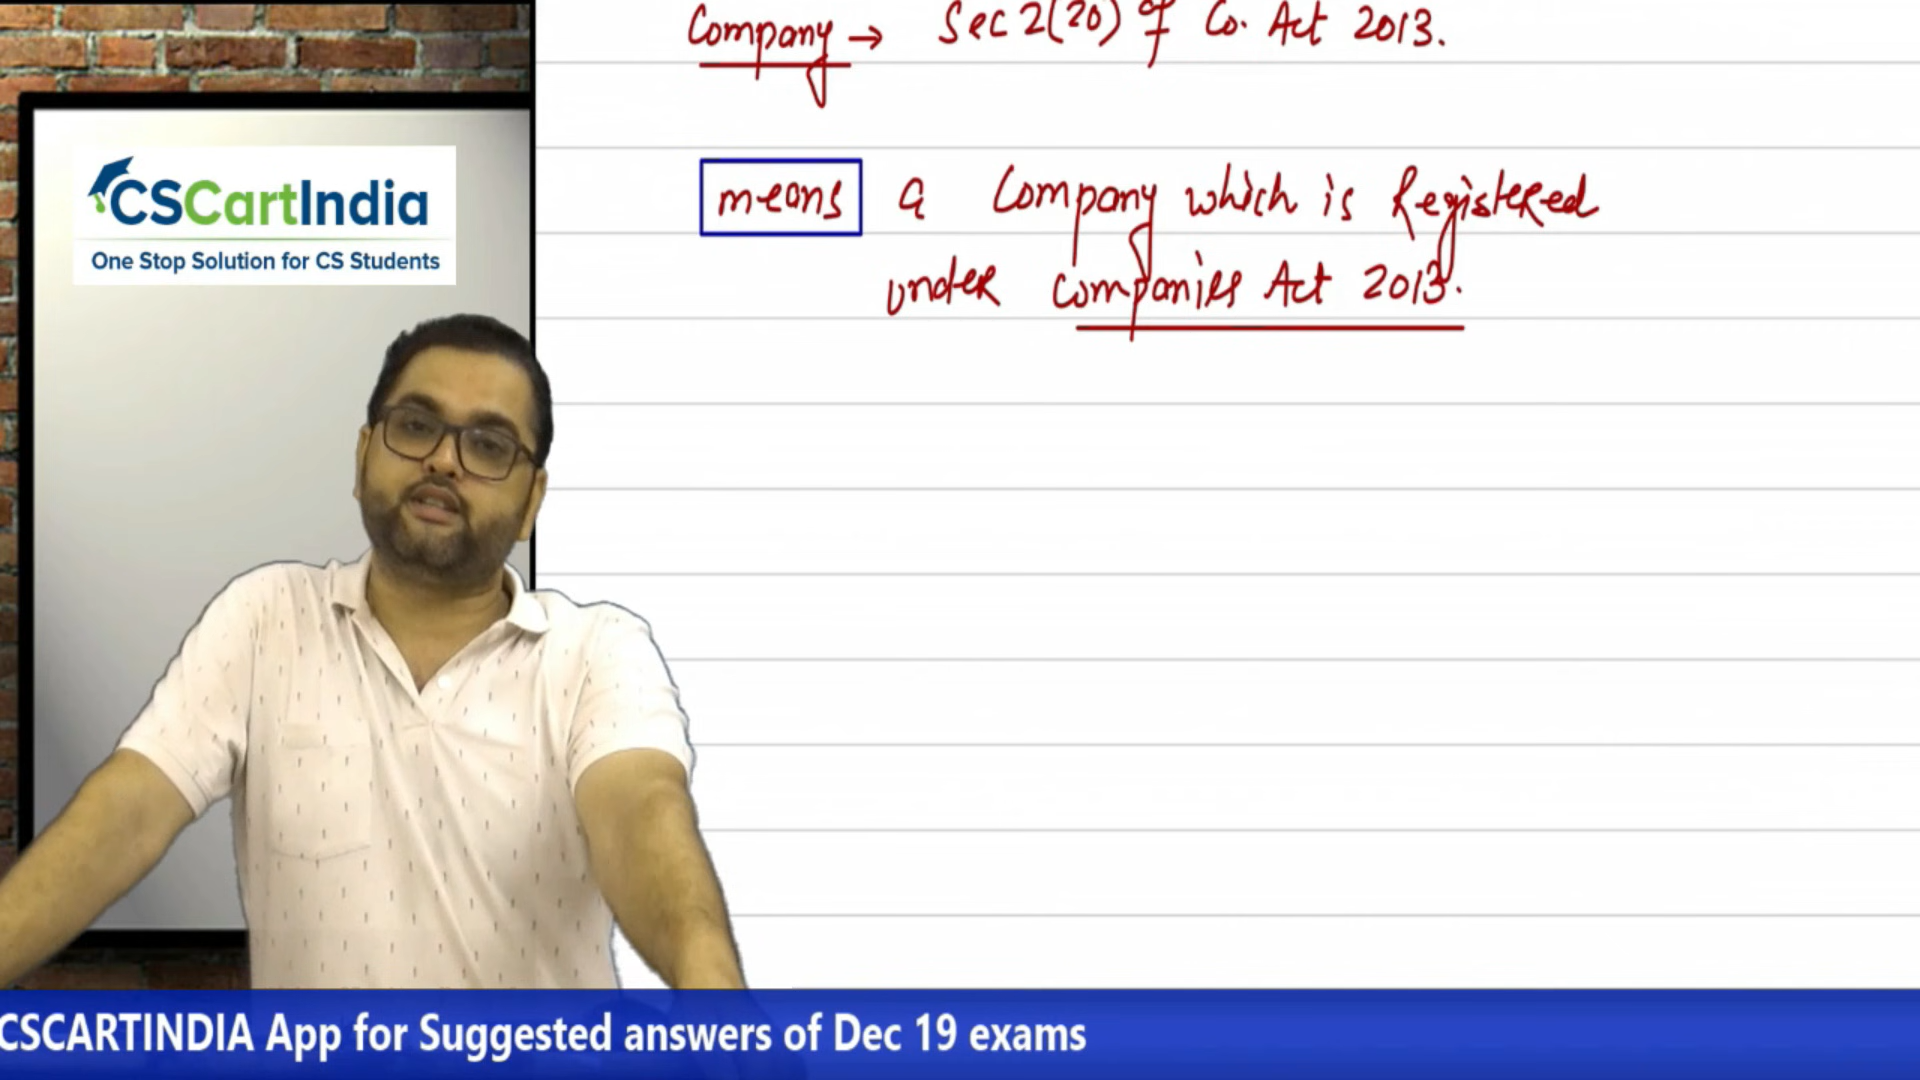 Company → Sec 2(20) of Co. Act 2013.
means a Company which is Registered
under Companies Act 2013.
CSCartIndia
One Stop Solution for CS Students
CSCARTINDIA App for Suggested answers of Dec 19 exams